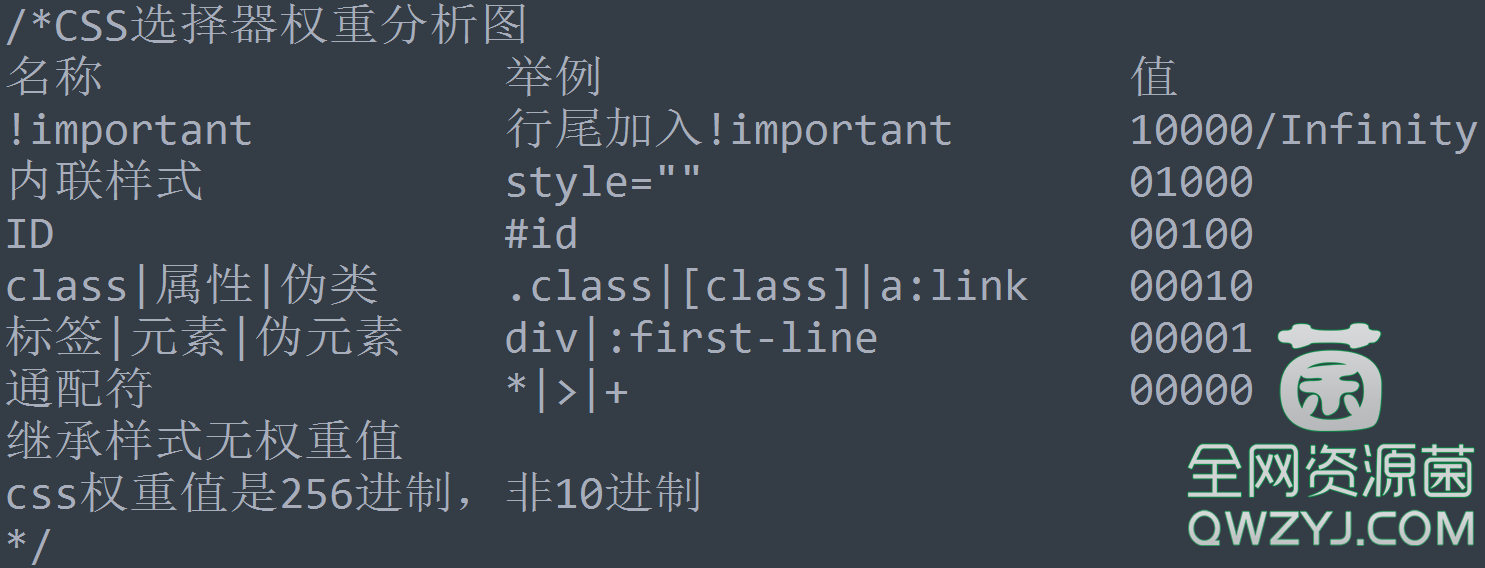 /*CSS选择器权重分析图
名称 举例 值
!important 行尾加入!important 10000/Infinity
内联样式 style="" 01000
ID #id 00100
class|属性|伪类 .class|[class]|a:link 00010
标签|元素|伪元素 div|:first-line 00001
通配符 *|>|+ 00000
继承样式无权重值
css权重值是256进制，非10进制
*/
菌
全网资源菌
QWZYJ.COM